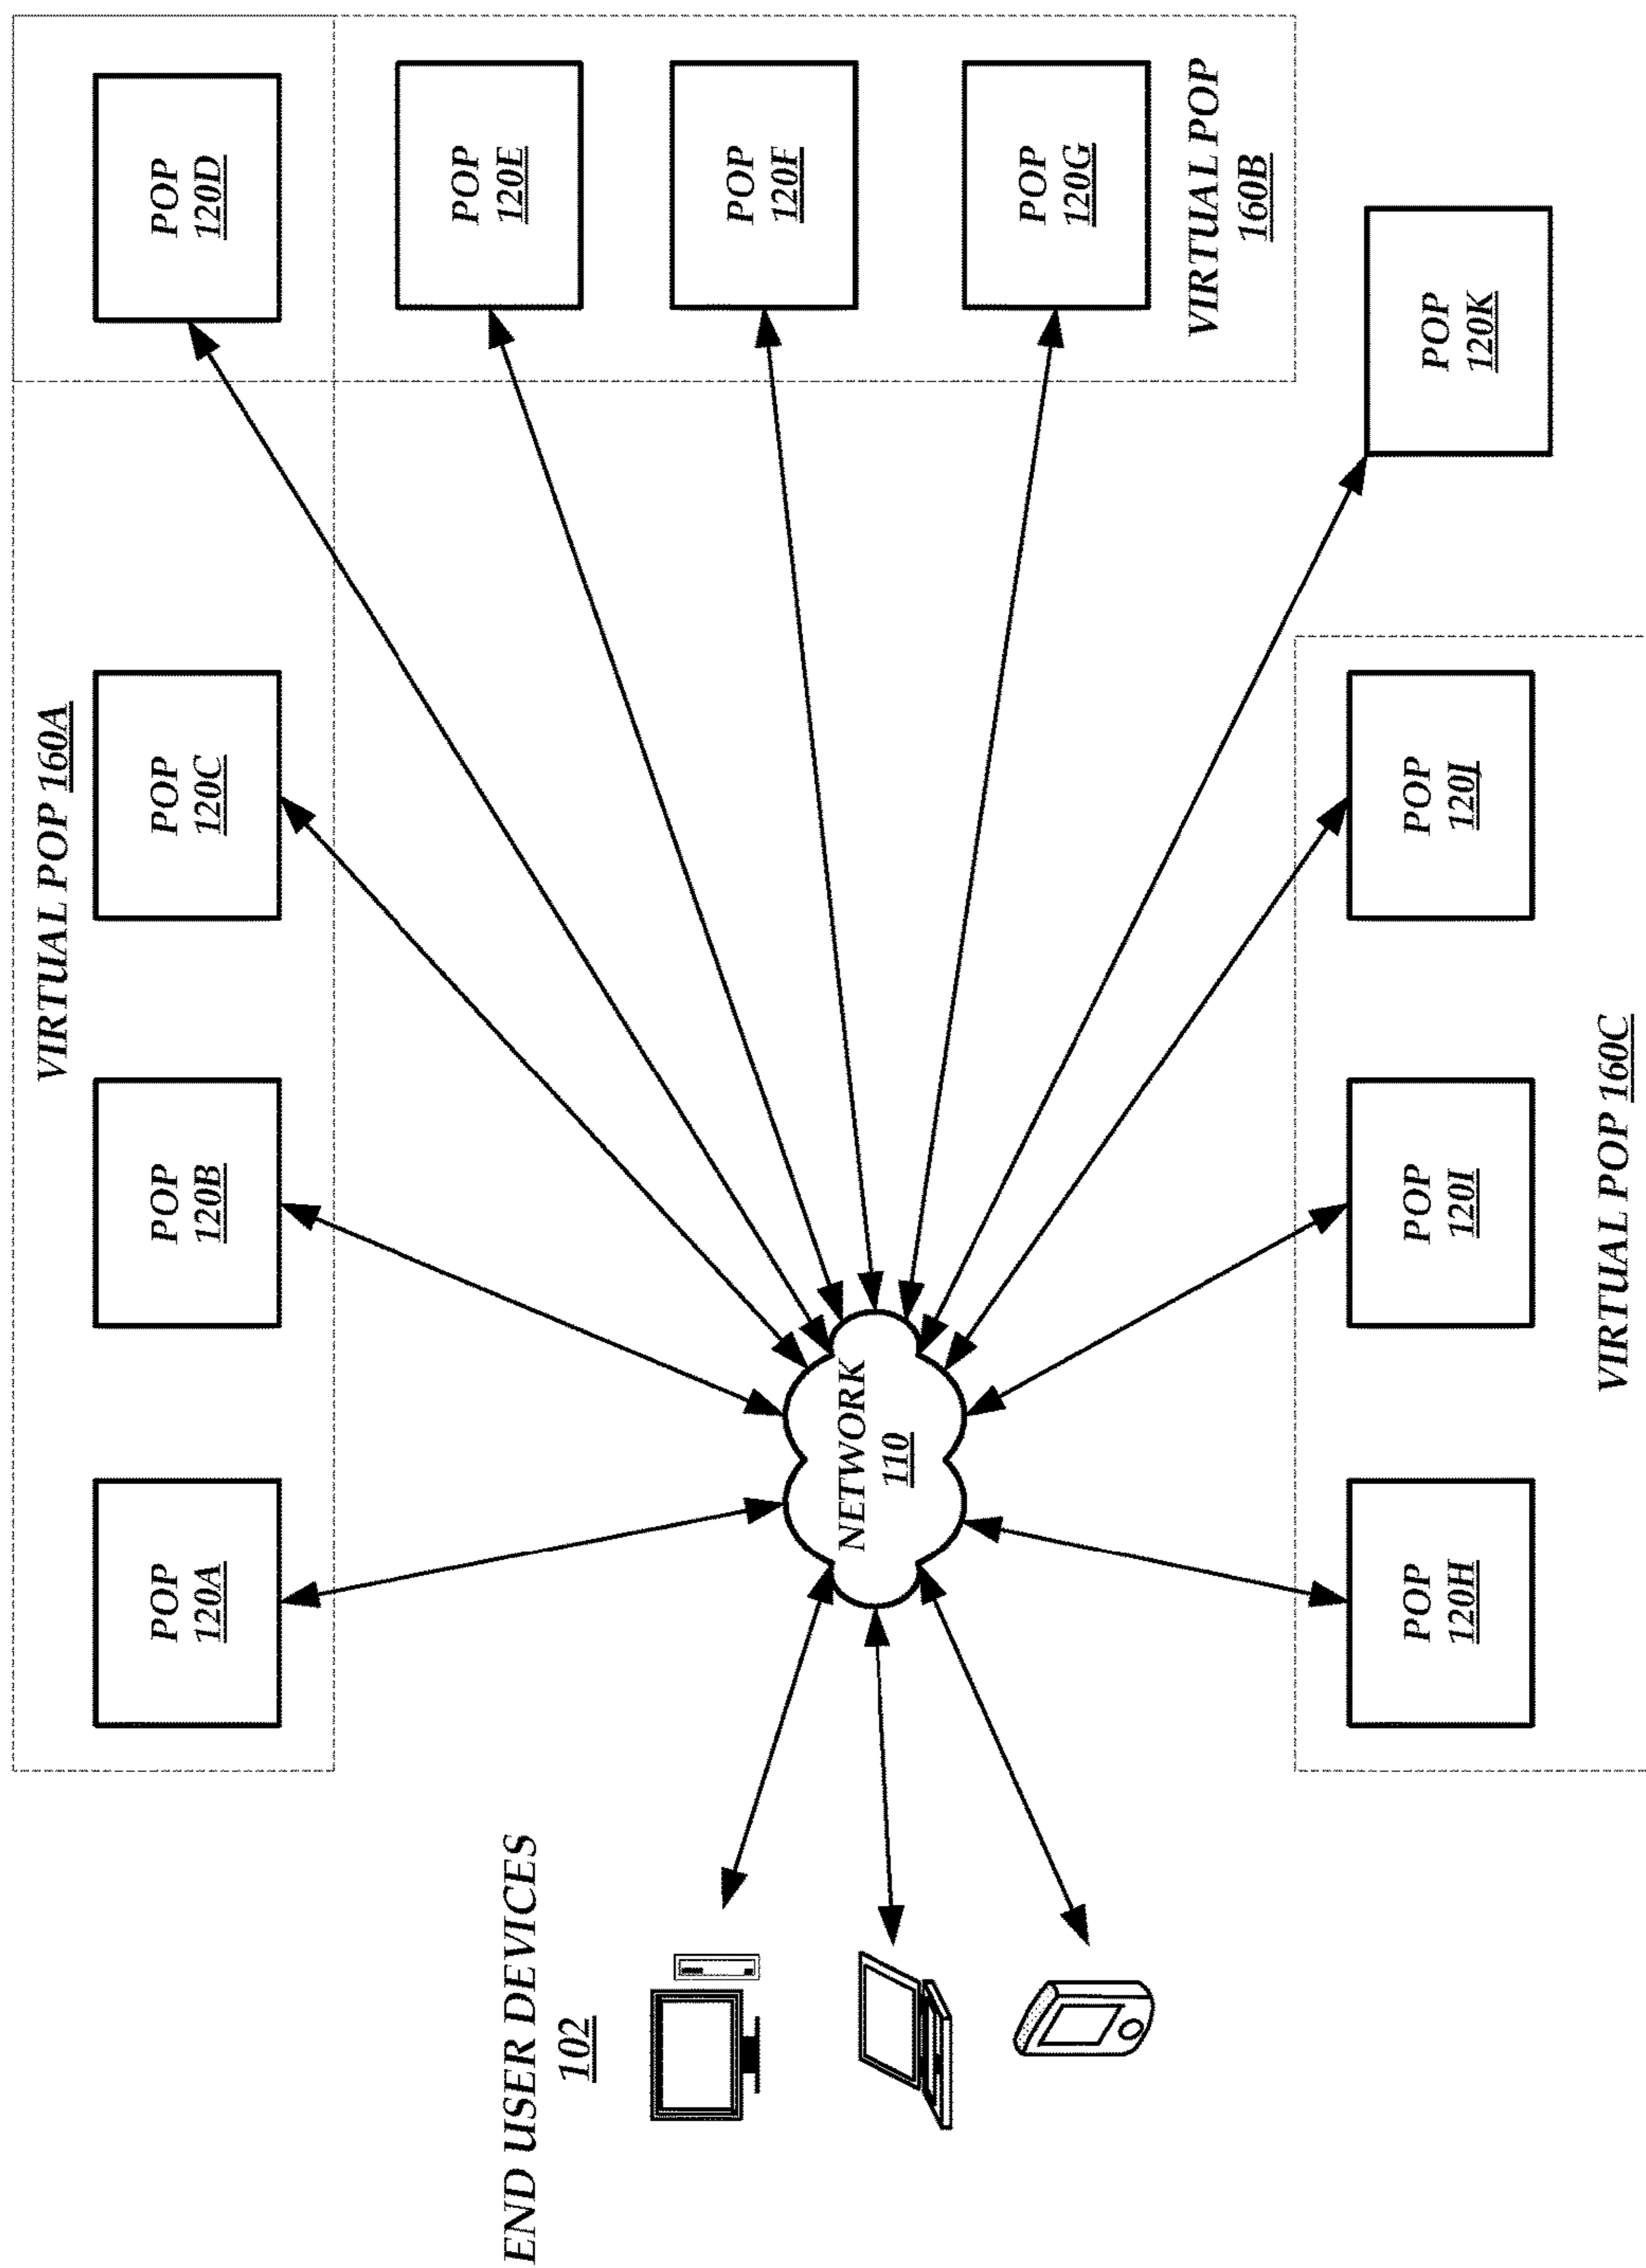 VIRTUAL POP 160A
POP
120A
POP
120B
POP
120C
POP
120D
POP
120E
POP
120F
POP
120G
VIRTUAL POP
160B
END USER DEVICES
102
NETWORK
110
POP
120K
POP
120H
POP
120I
POP
120J
VIRTUAL POP 160C